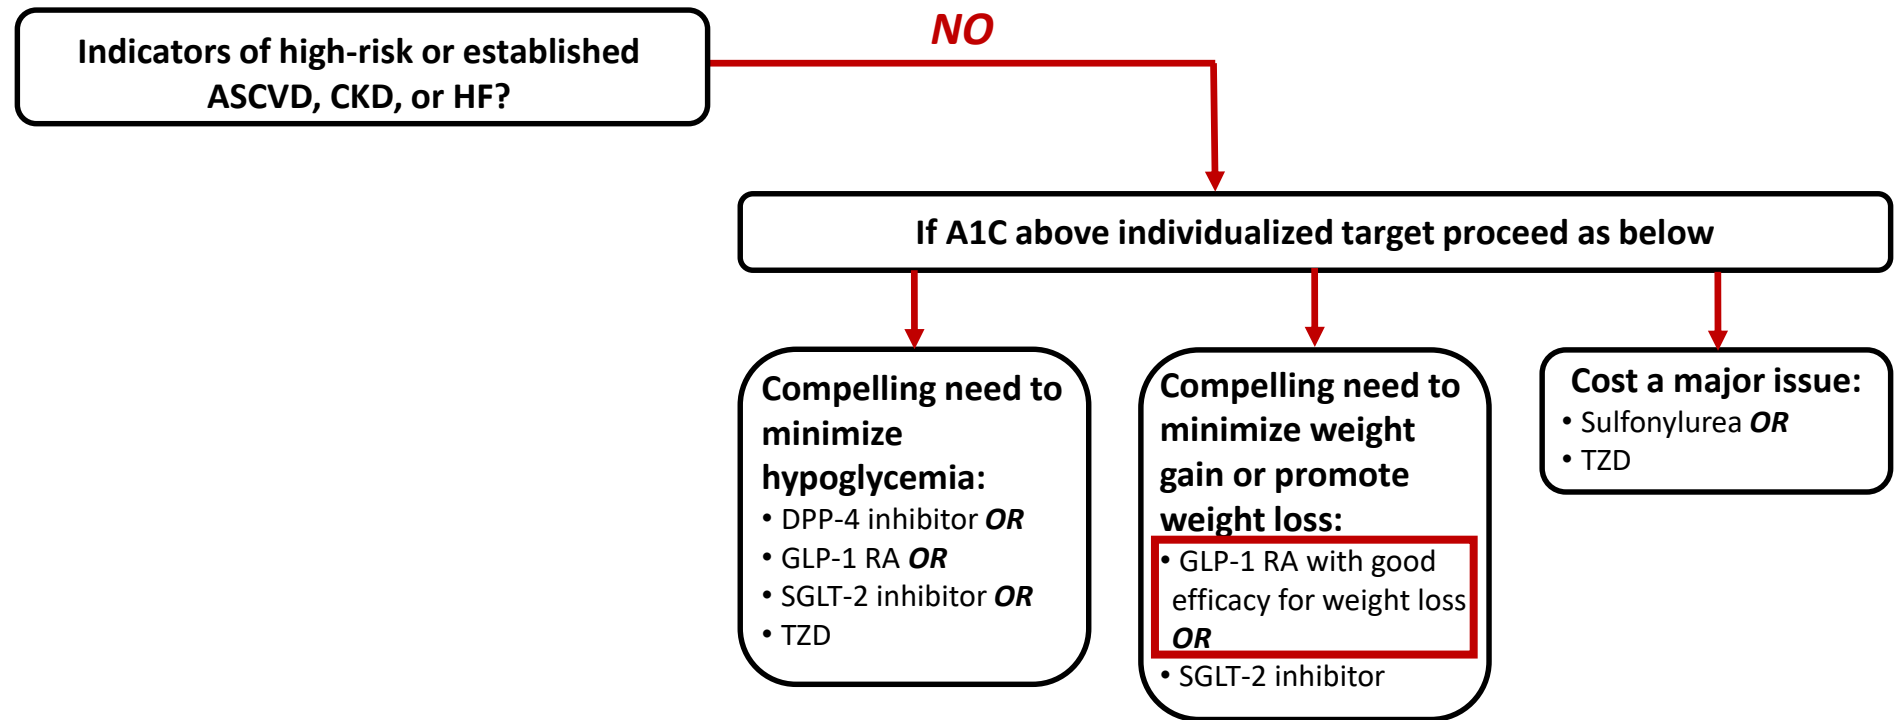 Indicators of high-risk or established
ASCVD, CKD, or HF?
NO
If A1C above individualized target proceed as below
Compelling need to
minimize
hypoglycemia:
• DPP-4 inhibitor OR
• GLP-1 RA OR
• SGLT-2 inhibitor OR
• TZD
Compelling need to
minimize weight
gain or promote
weight loss:
• GLP-1 RA with good
efficacy for weight loss
OR
• SGLT-2 inhibitor
Cost a major issue:
• Sulfonylurea OR
• TZD